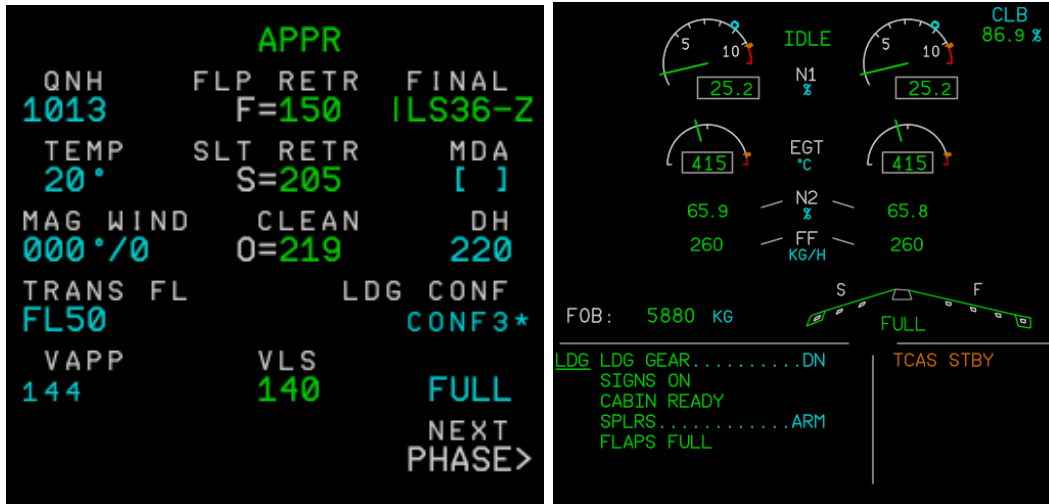 APPR
QNH FLP RETR FINAL
1013 F=150 ILS36-Z
TEMP SLT RETR MDA
20° S=205 [ ]
MAG WIND CLEAN DH
000°/0 O=219 220
TRANS FL LDG CONF
FL50 CONF3*
VAPP VLS
144 140 FULL
NEXT
PHASE>
CLB
86.9 %
5 10 IDLE 5 10
N1
25.2 % 25.2
EGT
415 °C 415
N2
65.9 % 65.8
FF
260 KG/H 260
S F
FOB: 5880 KG
FULL
LDG LDG GEAR..........DN TCAS STBY
SIGNS ON
CABIN READY
SPLRS............ARM
FLAPS FULL